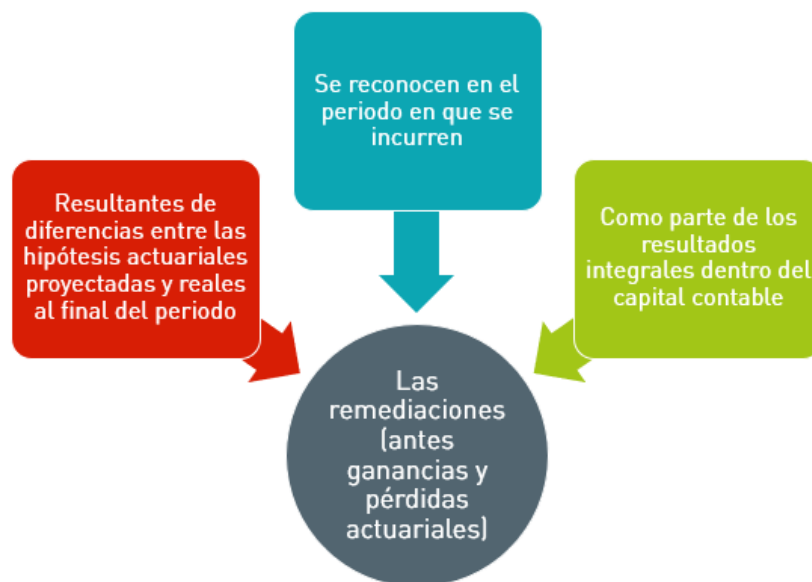 Se reconocen en el
periodo en que se
incurren
Resultantes de
diferencias entre las
hipótesis actuariales
proyectadas y reales
al final del periodo
Como parte de los
resultados
integrales dentro del
capital contable
Las
remediaciones
(antes
ganancias y
pérdidas
actuariales)